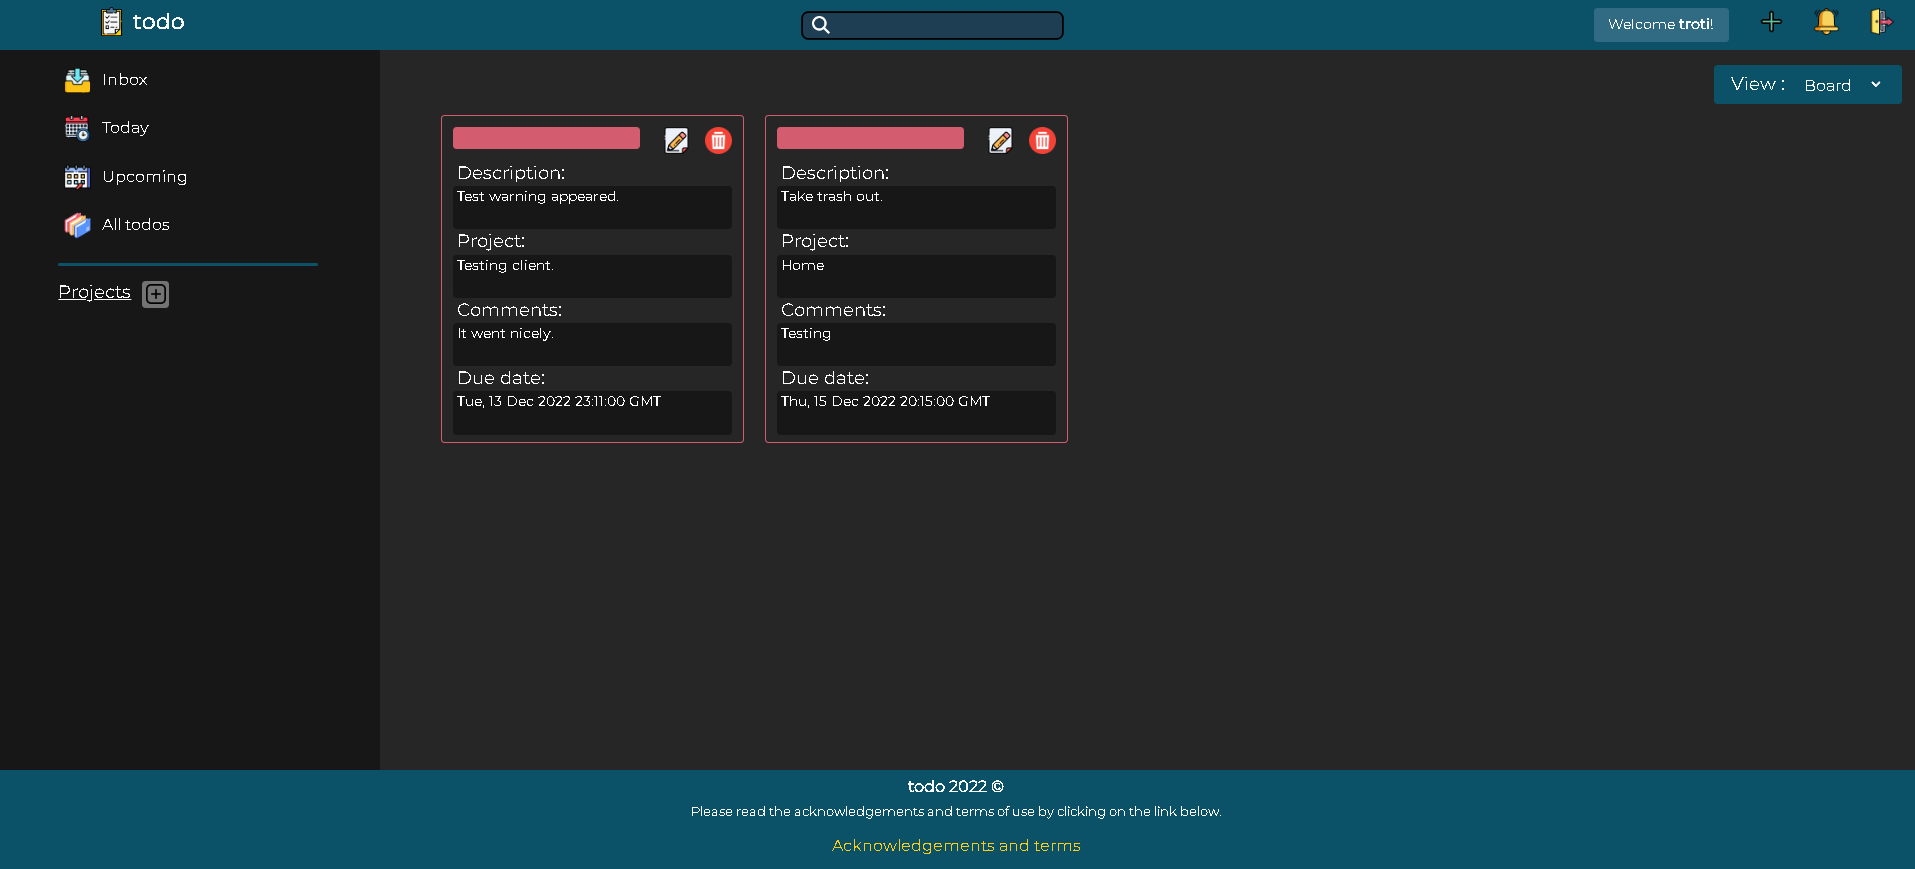 todo
Welcome troti!
Inbox
Today
Upcoming
All todos
Projects
View : Board
Description:
Test warning appeared.
Project:
Testing client.
Comments:
It went nicely.
Due date:
Tue, 13 Dec 2022 23:11:00 GMT
Description:
Take trash out.
Project:
Home
Comments:
Testing
Due date:
Thu, 15 Dec 2022 20:15:00 GMT
todo 2022 ©
Please read the acknowledgements and terms of use by clicking on the link below.
Acknowledgements and terms